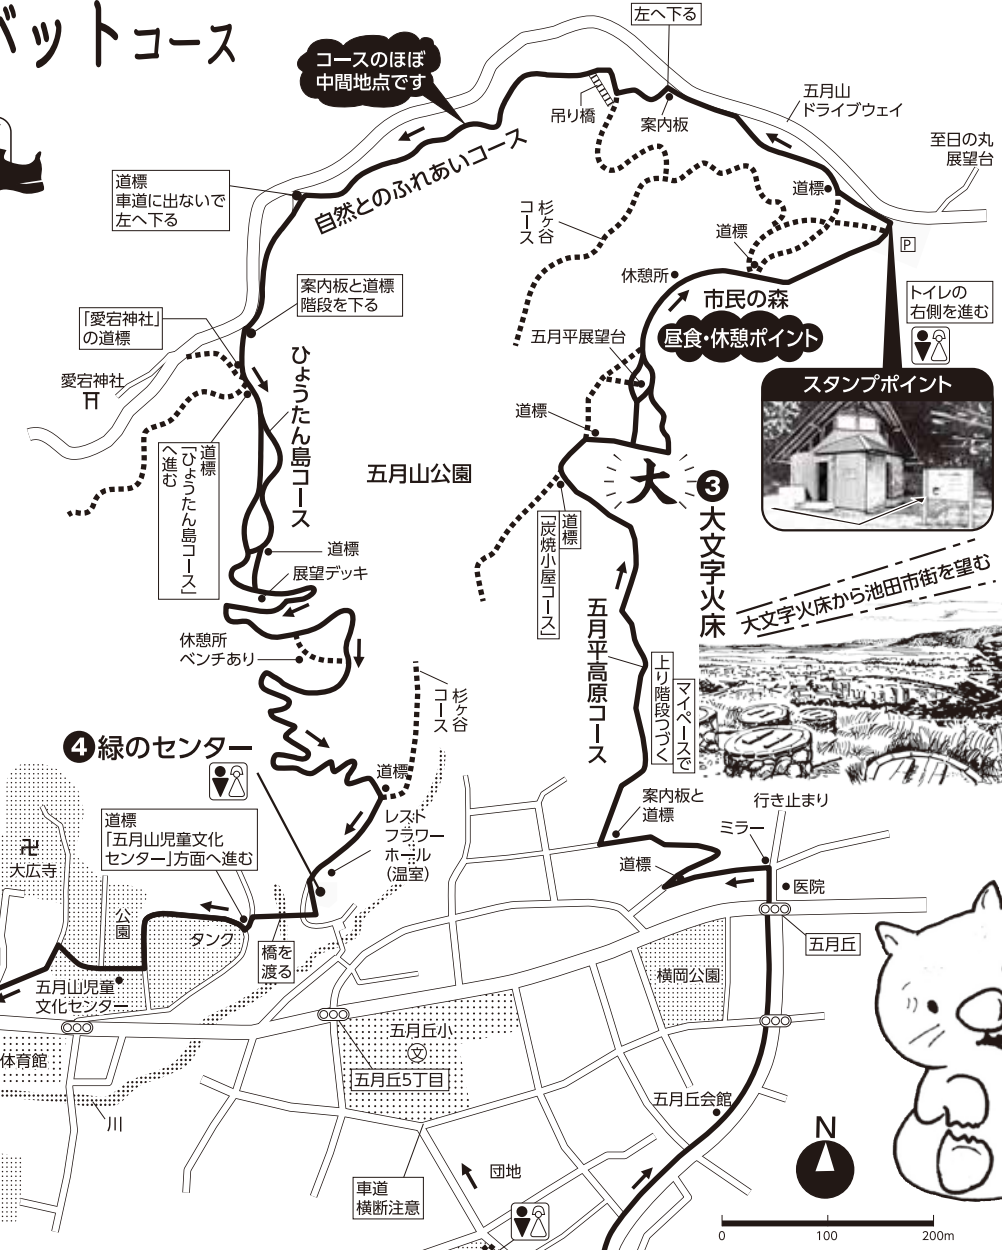 バットコース
左へ下る
コースのほぼ
中間地点です
吊り橋
案内板
五月山
ドライブウェイ
至日の丸
展望台
道標
車道に出ないで
左へ下る
自然とのふれあいコース
杉ヶ谷
コース
道標
道標
P
休憩所
市民の森
昼食・休憩ポイント
トイレの
右側を進む
案内板と道標
階段を下る
「愛宕神社」
の道標
愛宕神社
五月平展望台
スタンプポイント
道標
ひょうたん島コース
五月山公園
大
3
大文字火床
道標
「ひょうたん島コース」
へ進む
道標
「炭焼小屋コース」
道標
展望デッキ
大文字火床から池田市街を望む
休憩所
ベンチあり
五月平高原コース
マイペースで
上り階段つづく
杉ヶ谷
コース
4 緑のセンター
道標
案内板と
道標
行き止まり
ミラー
レスト
フラワー
ホール
(温室)
道標
「五月山児童文化
センター」方面へ進む
卍
大広寺
道標
医院
公園
タンク
橋を
渡る
五月丘
横岡公園
五月山児童
文化センター
五月丘小
文
体育館
五月丘5丁目
川
五月丘会館
団地
車道
横断注意
N
0
100
200m